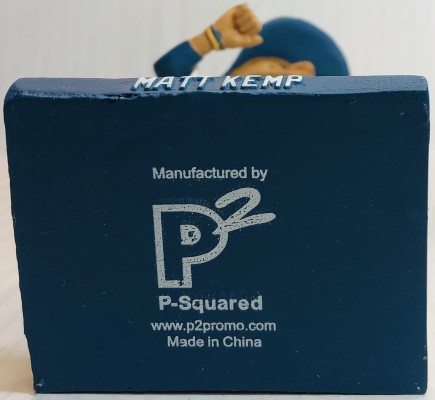 MATT KEMP
Manufactured by
P2
P-Squared
www.p2promo.com
Made in China